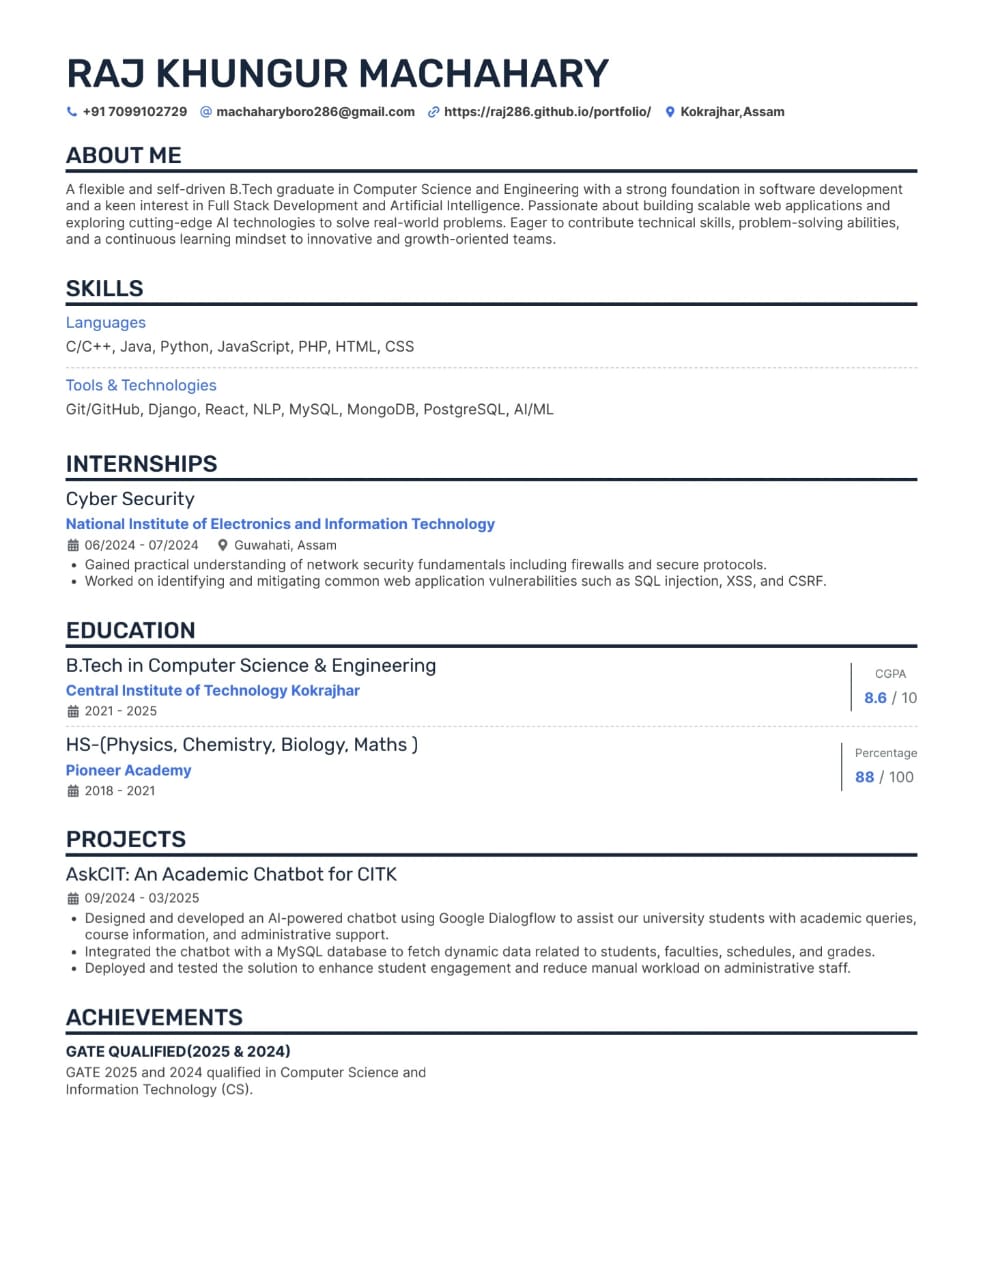 RAJ KHUNGUR MACHAHARY
+91 7099102729 machaharyboro286@gmail.com https://raj286.github.io/portfolio/ Kokrajhar,Assam
ABOUT ME
A flexible and self-driven B.Tech graduate in Computer Science and Engineering with a strong foundation in software development
and a keen interest in Full Stack Development and Artificial Intelligence. Passionate about building scalable web applications and
exploring cutting-edge AI technologies to solve real-world problems. Eager to contribute technical skills, problem-solving abilities,
and a continuous learning mindset to innovative and growth-oriented teams.
SKILLS
Languages
C/C++, Java, Python, JavaScript, PHP, HTML, CSS
Tools & Technologies
Git/GitHub, Django, React, NLP, MySQL, MongoDB, PostgreSQL, AI/ML
INTERNSHIPS
Cyber Security
National Institute of Electronics and Information Technology
06/2024 - 07/2024 Guwahati, Assam
• Gained practical understanding of network security fundamentals including firewalls and secure protocols.
• Worked on identifying and mitigating common web application vulnerabilities such as SQL injection, XSS, and CSRF.
EDUCATION
B.Tech in Computer Science & Engineering
Central Institute of Technology Kokrajhar
2021 - 2025
CGPA
8.6 / 10
HS-(Physics, Chemistry, Biology, Maths )
Pioneer Academy
2018 - 2021
Percentage
88 / 100
PROJECTS
AskCIT: An Academic Chatbot for CITK
09/2024 - 03/2025
• Designed and developed an AI-powered chatbot using Google Dialogflow to assist our university students with academic queries,
course information, and administrative support.
• Integrated the chatbot with a MySQL database to fetch dynamic data related to students, faculties, schedules, and grades.
• Deployed and tested the solution to enhance student engagement and reduce manual workload on administrative staff.
ACHIEVEMENTS
GATE QUALIFIED(2025 & 2024)
GATE 2025 and 2024 qualified in Computer Science and
Information Technology (CS).